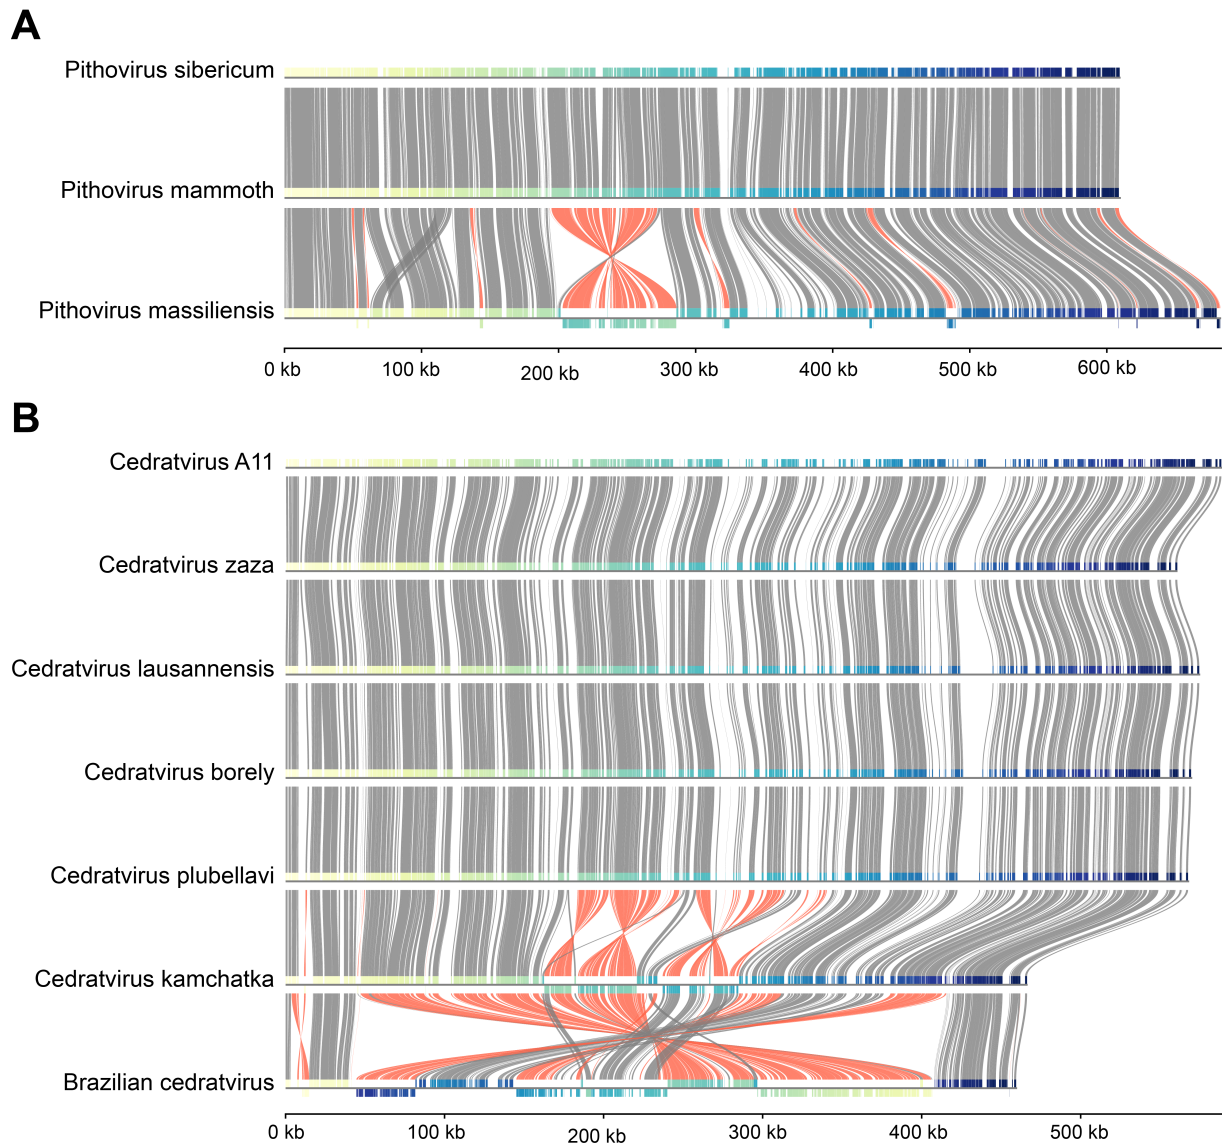 A
Pithovirus sibericum
Pithovirus mammoth
Pithovirus massiliensis
0 kb 100 kb 200 kb 300 kb 400 kb 500 kb 600 kb
B
Cedratvirus A11
Cedratvirus zaza
Cedratvirus lausannensis
Cedratvirus borely
Cedratvirus plubellavi
Cedratvirus kamchatka
Brazilian cedratvirus
0 kb 100 kb 200 kb 300 kb 400 kb 500 kb